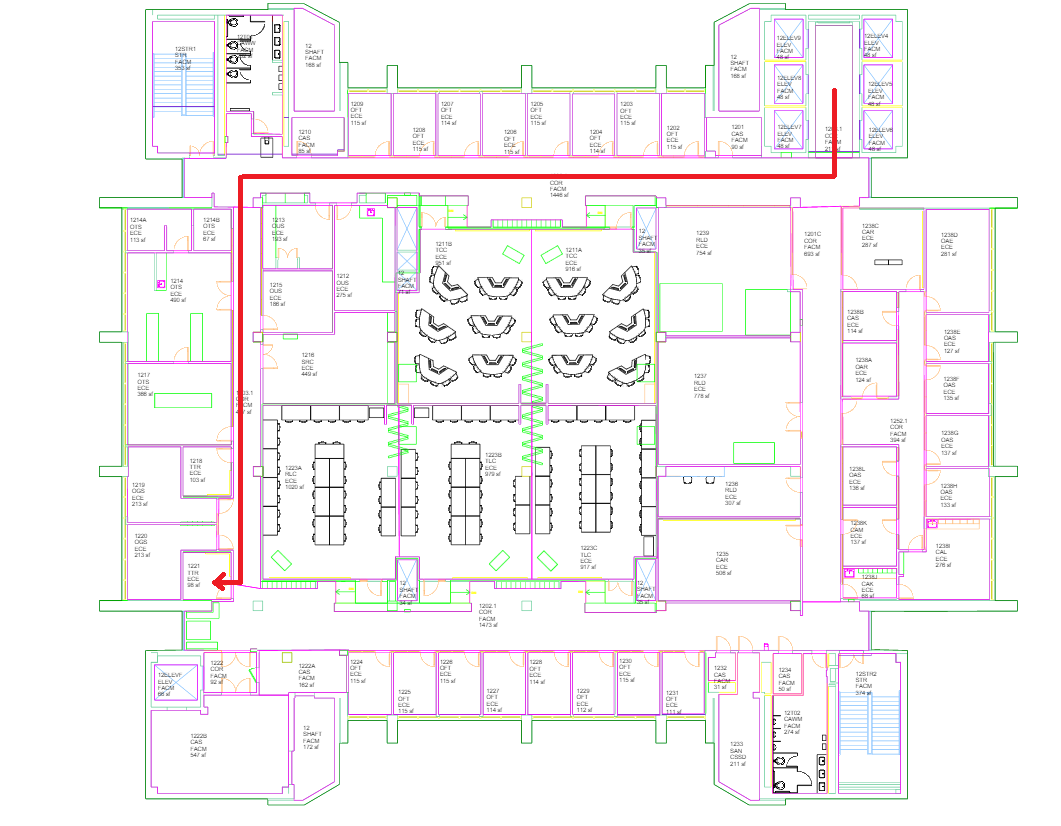 12STR1
STR
FACM
12
SHAFT
FACM
168 sf
12
SHAFT
FACM
168 sf
12ELEV9
ELEV
FACM
48 sf
12ELEV4
ELEV
FACM
48 sf
12ELEV8
ELEV
FACM
48 sf
12ELEV5
ELEV
FACM
48 sf
12ELEV7
ELEV
FACM
48 sf
12ELEV6
ELEV
FACM
48 sf
1210
CAS
FACM
85 sf
1209
OFT
ECE
115 sf
1208
OFT
ECE
115 sf
1207
OFT
ECE
114 sf
1206
OFT
ECE
115 sf
1205
OFT
ECE
115 sf
1204
OFT
ECE
114 sf
1203
OFT
ECE
115 sf
1202
OFT
ECE
115 sf
1201
CAS
FACM
90 sf
COR
FACM
1446 sf
1214A
OTS
ECE
113 sf
1214B
OTS
ECE
67 sf
1213
OUS
ECE
193 sf
1214
OTS
ECE
490 sf
1215
OUS
ECE
186 sf
1212
OUS
ECE
275 sf
12
SHAFT
FACM
1211B
TCC
ECE
951 sf
1211A
TCC
ECE
916 sf
12
SHAFT
FACM
1239
RLD
ECE
754 sf
1201C
COR
FACM
693 sf
1238C
CAR
ECE
287 sf
1238D
OAE
ECE
281 sf
1238B
CAS
ECE
114 sf
1238E
OAS
ECE
127 sf
1216
SRC
ECE
449 sf
1217
OTS
ECE
366 sf
1237
RLD
ECE
778 sf
1238A
OAR
ECE
124 sf
1238F
OAS
ECE
135 sf
1252.1
COR
FACM
394 sf
1238G
OAS
ECE
137 sf
1218
TTR
ECE
103 sf
1219
OGS
ECE
213 sf
1223A
RLC
ECE
1020 sf
1223B
TLC
ECE
979 sf
1236
RLD
ECE
307 sf
1238L
OAS
ECE
136 sf
1238H
OAS
ECE
133 sf
1220
OGS
ECE
213 sf
1221
TTR
ECE
98 sf
1223C
TLC
ECE
917 sf
1235
CAR
ECE
508 sf
1238K
CAM
ECE
137 sf
1238I
CAL
ECE
276 sf
1238J
CAK
ECE
68 sf
12
SHAFT
FACM
34 sf
12
SHAFT
FACM
35 sf
1202.1
COR
FACM
1473 sf
12ELEVF
ELEV
FACM
66 sf
1222
COR
FACM
92 sf
1222A
CAS
FACM
162 sf
1224
OFT
ECE
115 sf
1225
OFT
ECE
115 sf
1226
OFT
ECE
115 sf
1227
OFT
ECE
114 sf
1228
OFT
ECE
114 sf
1229
OFT
ECE
112 sf
1230
OFT
ECE
115 sf
1231
OFT
ECE
111 sf
1232
CAS
FACM
31 sf
1234
CAS
FACM
50 sf
12STR2
STR
FACM
374 sf
1222B
CAS
FACM
547 sf
12
SHAFT
FACM
172 sf
1233
SAN
CSSD
211 sf
12T02
CAWM
FACM
274 sf